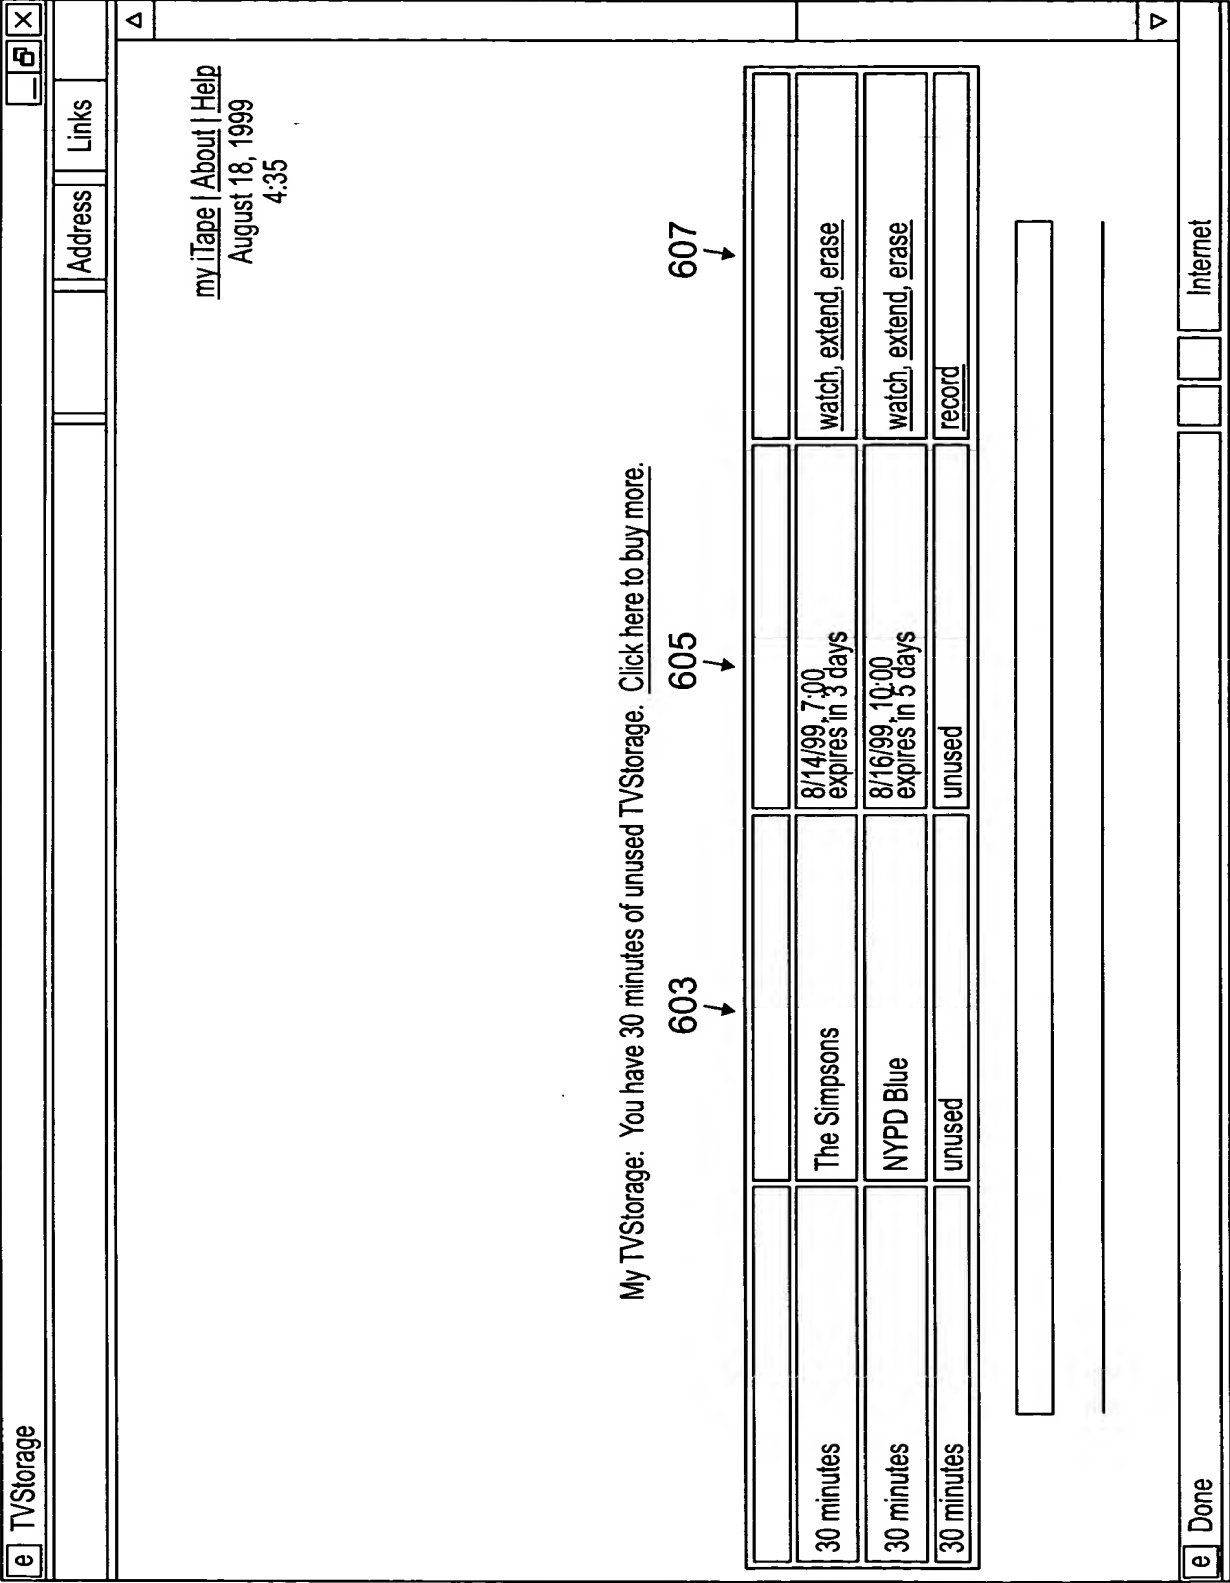 e TVStorage
Address Links
my iTape | About | Help
August 18, 1999
4:35
My TVStorage: You have 30 minutes of unused TVStorage. Click here to buy more.
603 605 607
30 minutes The Simpsons 8/14/99, 7:00 watch, extend, erase
expires in 3 days
30 minutes NYPD Blue 8/16/99, 10:00 watch, extend, erase
expires in 5 days
30 minutes unused unused record
e Done Internet